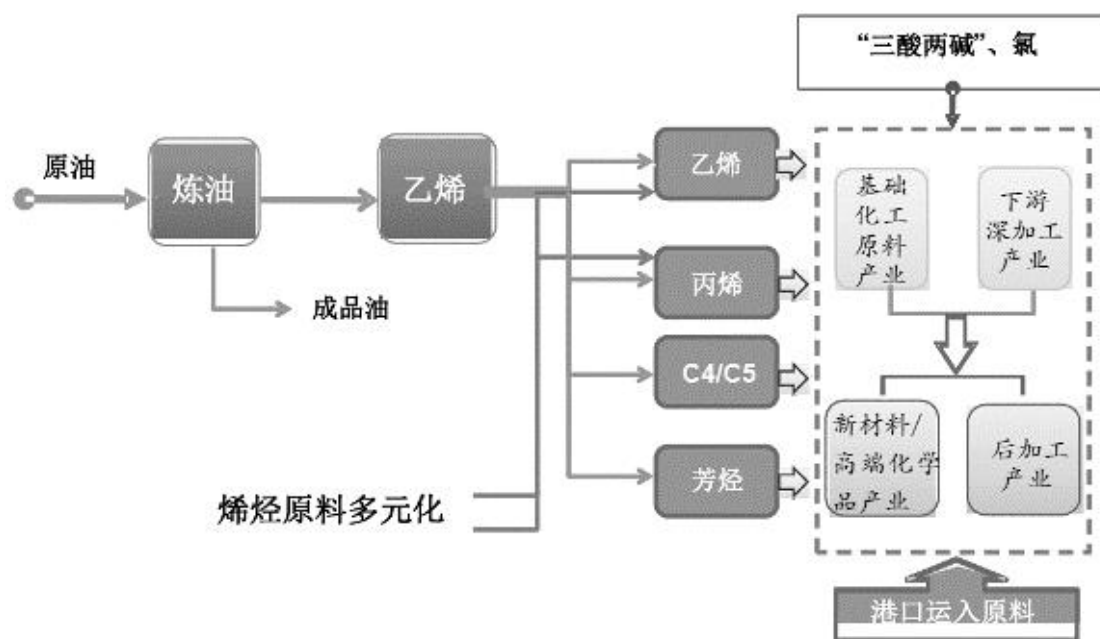 “三酸两碱”、氯
原油
炼油
乙烯
成品油
烯烃原料多元化
乙烯
丙烯
C4/C5
芳烃
基础
化工
原料
产业
下游
深加工
产业
新材料/
高端化学
品产业
后加工
产业
港口运入原料